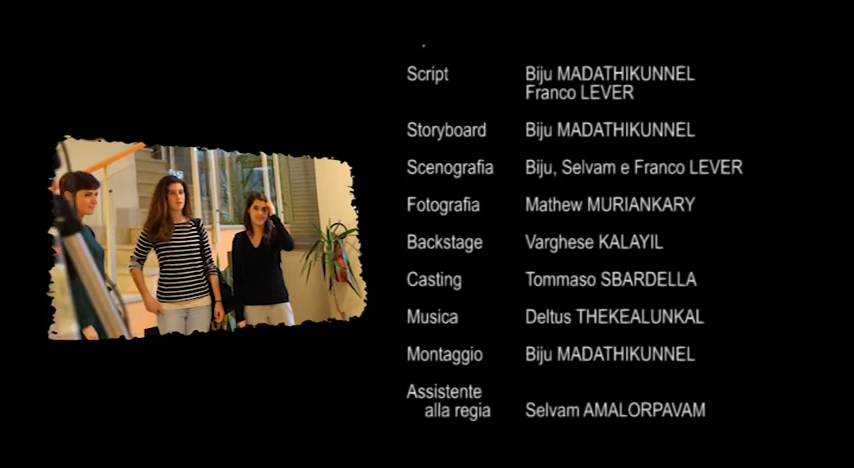 Script Biju MADATHIKUNNEL
Franco LEVER
Storyboard Biju MADATHIKUNNEL
Scenografia Biju, Selvam e Franco LEVER
Fotografia Mathew MURIANKARY
Backstage Varghese KALAYIL
Casting Tommaso SBARDELLA
Musica Deltus THEKEALUNKAL
Montaggio Biju MADATHIKUNNEL
Assistente
alla regia Selvam AMALORPAVAM